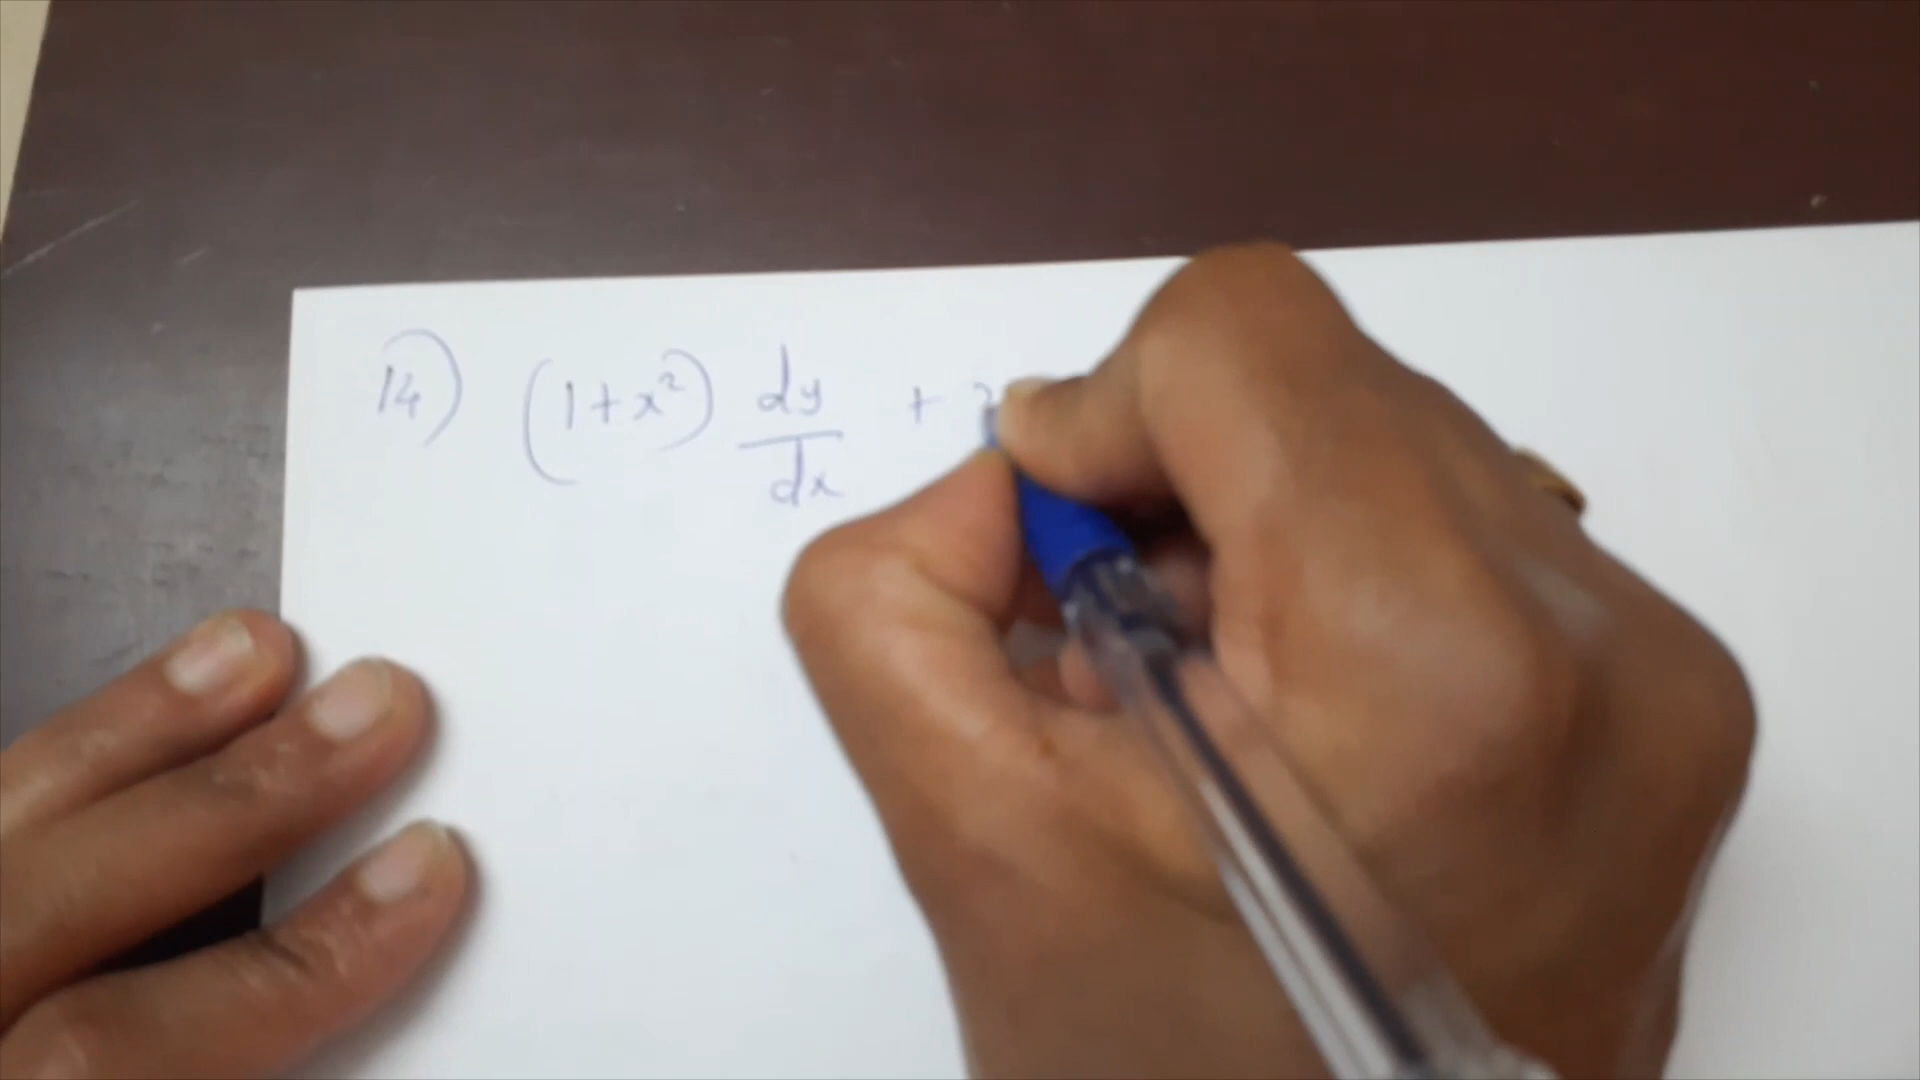 14) (1+x²) dy/dx +